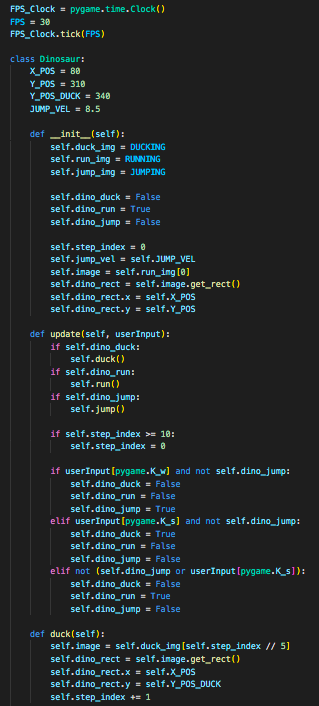 FPS_Clock = pygame.time.Clock()
FPS = 30
FPS_Clock.tick(FPS)

class Dinosaur:
    X_POS = 80
    Y_POS = 310
    Y_POS_DUCK = 340
    JUMP_VEL = 8.5

    def __init__(self):
        self.duck_img = DUCKING
        self.run_img = RUNNING
        self.jump_img = JUMPING

        self.dino_duck = False
        self.dino_run = True
        self.dino_jump = False

        self.step_index = 0
        self.jump_vel = self.JUMP_VEL
        self.image = self.run_img[0]
        self.dino_rect = self.image.get_rect()
        self.dino_rect.x = self.X_POS
        self.dino_rect.y = self.Y_POS

    def update(self, userInput):
        if self.dino_duck:
            self.duck()
        if self.dino_run:
            self.run()
        if self.dino_jump:
            self.jump()

        if self.step_index >= 10:
            self.step_index = 0

        if userInput[pygame.K_w] and not self.dino_jump:
            self.dino_duck = False
            self.dino_run = False
            self.dino_jump = True
        elif userInput[pygame.K_s] and not self.dino_jump:
            self.dino_duck = True
            self.dino_run = False
            self.dino_jump = False
        elif not (self.dino_jump or userInput[pygame.K_s]):
            self.dino_duck = False
            self.dino_run = True
            self.dino_jump = False

    def duck(self):
        self.image = self.duck_img[self.step_index // 5]
        self.dino_rect = self.image.get_rect()
        self.dino_rect.x = self.X_POS
        self.dino_rect.y = self.Y_POS_DUCK
        self.step_index += 1